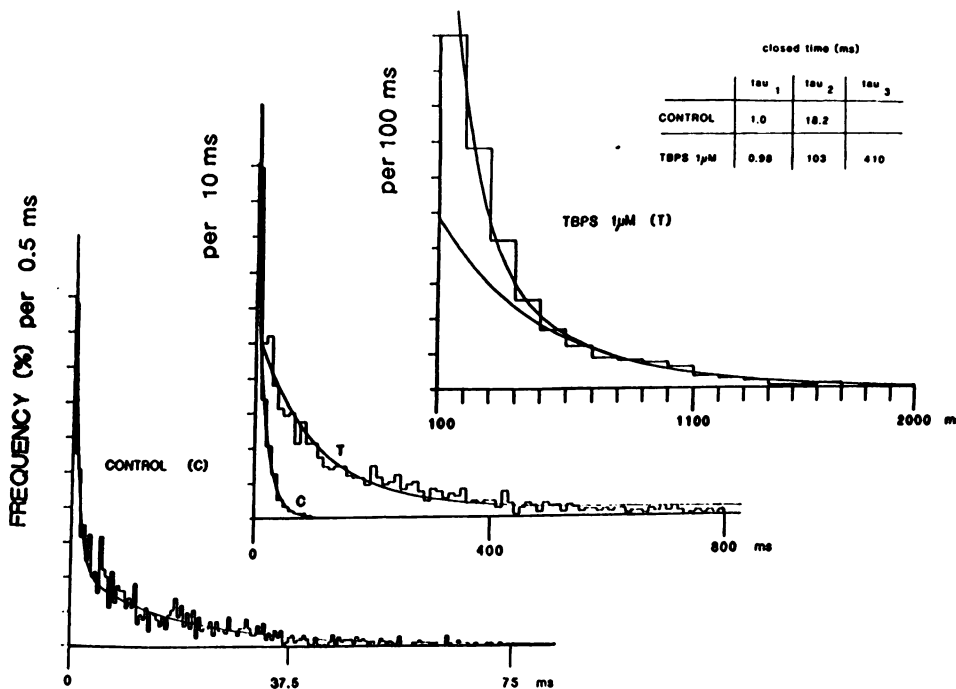 closed time (ms)
tau 1 tau 2 tau 3
CONTROL 1.0 18.2
TBPS 1µM 0.98 103 410
per 100 ms
TBPS 1µM (T)
100 1100 2000 m
per 10 ms
T
C
0 400 800 ms
FREQUENCY (%) per 0.5 ms
CONTROL (C)
0 37.5 75 ms